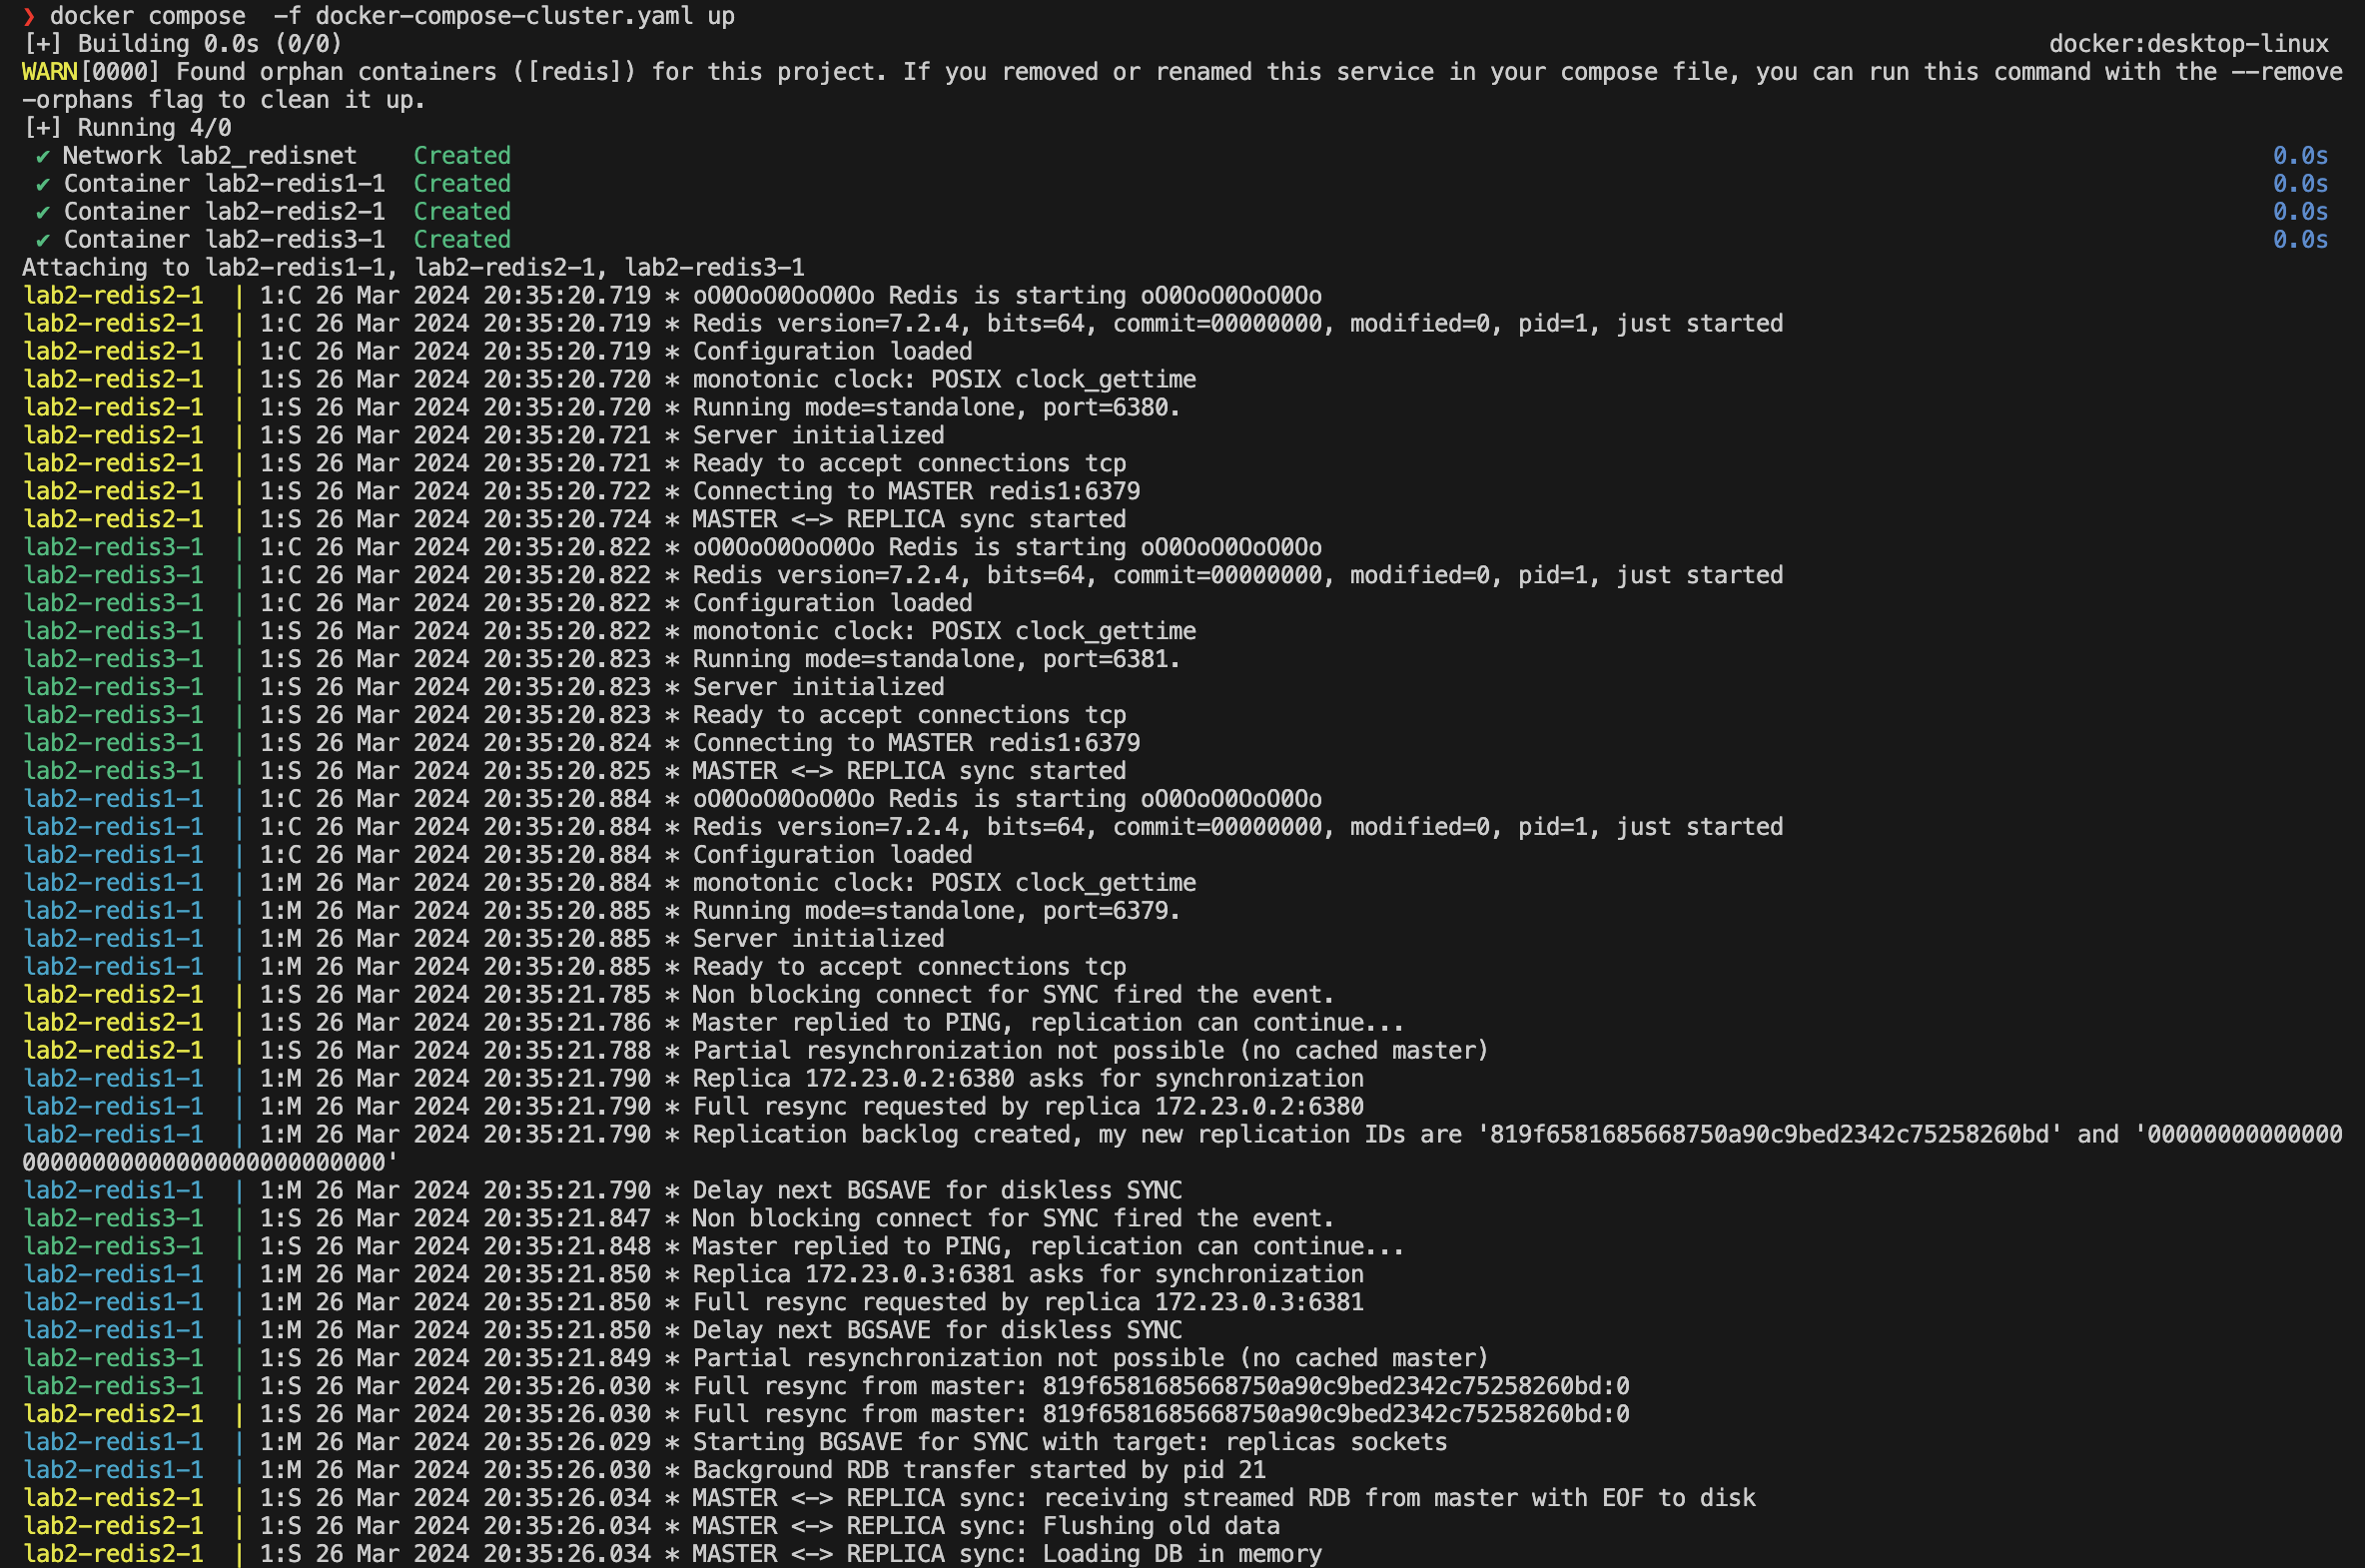 ❯ docker compose  -f docker-compose-cluster.yaml up
[+] Building 0.0s (0/0) docker:desktop-linux
WARN[0000] Found orphan containers ([redis]) for this project. If you removed or renamed this service in your compose file, you can run this command with the --remove
-orphans flag to clean it up.
[+] Running 4/0
✔ Network lab2_redisnet Created 0.0s
✔ Container lab2-redis1-1 Created 0.0s
✔ Container lab2-redis2-1 Created 0.0s
✔ Container lab2-redis3-1 Created 0.0s
Attaching to lab2-redis1-1, lab2-redis2-1, lab2-redis3-1
lab2-redis2-1 | 1:C 26 Mar 2024 20:35:20.719 * oO0OoO0OoO0Oo Redis is starting oO0OoO0OoO0Oo
lab2-redis2-1 | 1:C 26 Mar 2024 20:35:20.719 * Redis version=7.2.4, bits=64, commit=00000000, modified=0, pid=1, just started
lab2-redis2-1 | 1:C 26 Mar 2024 20:35:20.719 * Configuration loaded
lab2-redis2-1 | 1:S 26 Mar 2024 20:35:20.720 * monotonic clock: POSIX clock_gettime
lab2-redis2-1 | 1:S 26 Mar 2024 20:35:20.720 * Running mode=standalone, port=6380.
lab2-redis2-1 | 1:S 26 Mar 2024 20:35:20.721 * Server initialized
lab2-redis2-1 | 1:S 26 Mar 2024 20:35:20.721 * Ready to accept connections tcp
lab2-redis2-1 | 1:S 26 Mar 2024 20:35:20.722 * Connecting to MASTER redis1:6379
lab2-redis2-1 | 1:S 26 Mar 2024 20:35:20.724 * MASTER <-> REPLICA sync started
lab2-redis3-1 | 1:C 26 Mar 2024 20:35:20.822 * oO0OoO0OoO0Oo Redis is starting oO0OoO0OoO0Oo
lab2-redis3-1 | 1:C 26 Mar 2024 20:35:20.822 * Redis version=7.2.4, bits=64, commit=00000000, modified=0, pid=1, just started
lab2-redis3-1 | 1:C 26 Mar 2024 20:35:20.822 * Configuration loaded
lab2-redis3-1 | 1:S 26 Mar 2024 20:35:20.822 * monotonic clock: POSIX clock_gettime
lab2-redis3-1 | 1:S 26 Mar 2024 20:35:20.823 * Running mode=standalone, port=6381.
lab2-redis3-1 | 1:S 26 Mar 2024 20:35:20.823 * Server initialized
lab2-redis3-1 | 1:S 26 Mar 2024 20:35:20.823 * Ready to accept connections tcp
lab2-redis3-1 | 1:S 26 Mar 2024 20:35:20.824 * Connecting to MASTER redis1:6379
lab2-redis3-1 | 1:S 26 Mar 2024 20:35:20.825 * MASTER <-> REPLICA sync started
lab2-redis1-1 | 1:C 26 Mar 2024 20:35:20.884 * oO0OoO0OoO0Oo Redis is starting oO0OoO0OoO0Oo
lab2-redis1-1 | 1:C 26 Mar 2024 20:35:20.884 * Redis version=7.2.4, bits=64, commit=00000000, modified=0, pid=1, just started
lab2-redis1-1 | 1:C 26 Mar 2024 20:35:20.884 * Configuration loaded
lab2-redis1-1 | 1:M 26 Mar 2024 20:35:20.884 * monotonic clock: POSIX clock_gettime
lab2-redis1-1 | 1:M 26 Mar 2024 20:35:20.885 * Running mode=standalone, port=6379.
lab2-redis1-1 | 1:M 26 Mar 2024 20:35:20.885 * Server initialized
lab2-redis1-1 | 1:M 26 Mar 2024 20:35:20.885 * Ready to accept connections tcp
lab2-redis2-1 | 1:S 26 Mar 2024 20:35:21.785 * Non blocking connect for SYNC fired the event.
lab2-redis2-1 | 1:S 26 Mar 2024 20:35:21.786 * Master replied to PING, replication can continue...
lab2-redis2-1 | 1:S 26 Mar 2024 20:35:21.788 * Partial resynchronization not possible (no cached master)
lab2-redis1-1 | 1:M 26 Mar 2024 20:35:21.790 * Replica 172.23.0.2:6380 asks for synchronization
lab2-redis1-1 | 1:M 26 Mar 2024 20:35:21.790 * Full resync requested by replica 172.23.0.2:6380
lab2-redis1-1 | 1:M 26 Mar 2024 20:35:21.790 * Replication backlog created, my new replication IDs are '819f6581685668750a90c9bed2342c75258260bd' and '00000000000000
00000000000000000000000000'
lab2-redis1-1 | 1:M 26 Mar 2024 20:35:21.790 * Delay next BGSAVE for diskless SYNC
lab2-redis3-1 | 1:S 26 Mar 2024 20:35:21.847 * Non blocking connect for SYNC fired the event.
lab2-redis3-1 | 1:S 26 Mar 2024 20:35:21.848 * Master replied to PING, replication can continue...
lab2-redis1-1 | 1:M 26 Mar 2024 20:35:21.850 * Replica 172.23.0.3:6381 asks for synchronization
lab2-redis1-1 | 1:M 26 Mar 2024 20:35:21.850 * Full resync requested by replica 172.23.0.3:6381
lab2-redis1-1 | 1:M 26 Mar 2024 20:35:21.850 * Delay next BGSAVE for diskless SYNC
lab2-redis3-1 | 1:S 26 Mar 2024 20:35:21.849 * Partial resynchronization not possible (no cached master)
lab2-redis3-1 | 1:S 26 Mar 2024 20:35:26.030 * Full resync from master: 819f6581685668750a90c9bed2342c75258260bd:0
lab2-redis2-1 | 1:S 26 Mar 2024 20:35:26.030 * Full resync from master: 819f6581685668750a90c9bed2342c75258260bd:0
lab2-redis1-1 | 1:M 26 Mar 2024 20:35:26.029 * Starting BGSAVE for SYNC with target: replicas sockets
lab2-redis1-1 | 1:M 26 Mar 2024 20:35:26.030 * Background RDB transfer started by pid 21
lab2-redis2-1 | 1:S 26 Mar 2024 20:35:26.034 * MASTER <-> REPLICA sync: receiving streamed RDB from master with EOF to disk
lab2-redis2-1 | 1:S 26 Mar 2024 20:35:26.034 * MASTER <-> REPLICA sync: Flushing old data
lab2-redis2-1 | 1:S 26 Mar 2024 20:35:26.034 * MASTER <-> REPLICA sync: Loading DB in memory